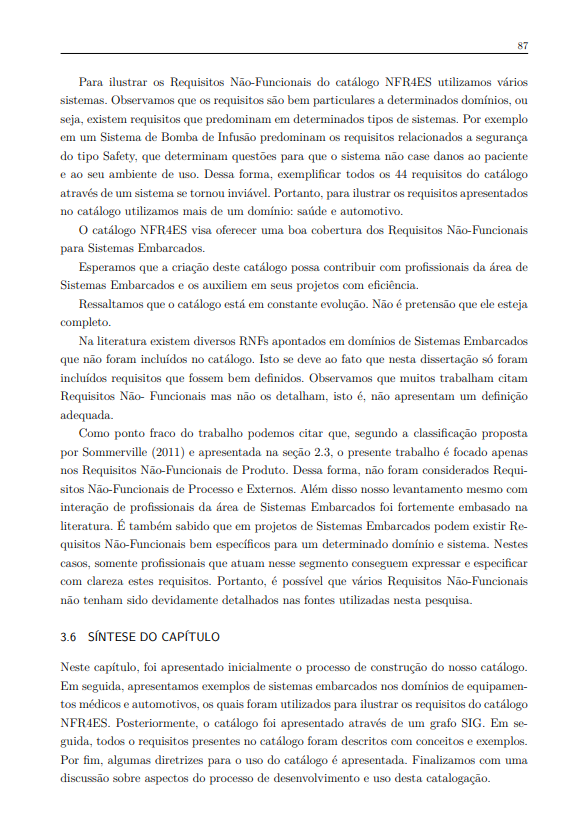 87
Para ilustrar os Requisitos Não-Funcionais do catálogo NFR4ES utilizamos vários
sistemas. Observamos que os requisitos são bem particulares a determinados domínios, ou
seja, existem requisitos que predominam em determinados tipos de sistemas. Por exemplo
em um Sistema de Bomba de Infusão predominam os requisitos relacionados a segurança
do tipo Safety, que determinam questões para que o sistema não case danos ao paciente
e ao seu ambiente de uso. Dessa forma, exemplificar todos os 44 requisitos do catálogo
através de um sistema se tornou inviável. Portanto, para ilustrar os requisitos apresentados
no catálogo utilizamos mais de um domínio: saúde e automotivo.
O catálogo NFR4ES visa oferecer uma boa cobertura dos Requisitos Não-Funcionais
para Sistemas Embarcados.
Esperamos que a criação deste catálogo possa contribuir com profissionais da área de
Sistemas Embarcados e os auxiliem em seus projetos com eficiência.
Ressaltamos que o catálogo está em constante evolução. Não é pretensão que ele esteja
completo.
Na literatura existem diversos RNFs apontados em domínios de Sistemas Embarcados
que não foram incluídos no catálogo. Isto se deve ao fato que nesta dissertação só foram
incluídos requisitos que fossem bem definidos. Observamos que muitos trabalham citam
Requisitos Não- Funcionais mas não os detalham, isto é, não apresentam um definição
adequada.
Como ponto fraco do trabalho podemos citar que, segundo a classificação proposta
por Sommerville (2011) e apresentada na seção 2.3, o presente trabalho é focado apenas
nos Requisitos Não-Funcionais de Produto. Dessa forma, não foram considerados Requi-
sitos Não-Funcionais de Processo e Externos. Além disso nosso levantamento mesmo com
interação de profissionais da área de Sistemas Embarcados foi fortemente embasado na
literatura. É também sabido que em projetos de Sistemas Embarcados podem existir Re-
quisitos Não-Funcionais bem específicos para um determinado domínio e sistema. Nestes
casos, somente profissionais que atuam nesse segmento conseguem expressar e especificar
com clareza estes requisitos. Portanto, é possível que vários Requisitos Não-Funcionais
não tenham sido devidamente detalhados nas fontes utilizadas nesta pesquisa.
3.6 SÍNTESE DO CAPÍTULO
Neste capítulo, foi apresentado inicialmente o processo de construção do nosso catálogo.
Em seguida, apresentamos exemplos de sistemas embarcados nos domínios de equipamen-
tos médicos e automotivos, os quais foram utilizados para ilustrar os requisitos do catálogo
NFR4ES. Posteriormente, o catálogo foi apresentado através de um grafo SIG. Em se-
guida, todos o requisitos presentes no catálogo foram descritos com conceitos e exemplos.
Por fim, algumas diretrizes para o uso do catálogo é apresentada. Finalizamos com uma
discussão sobre aspectos do processo de desenvolvimento e uso desta catalogação.